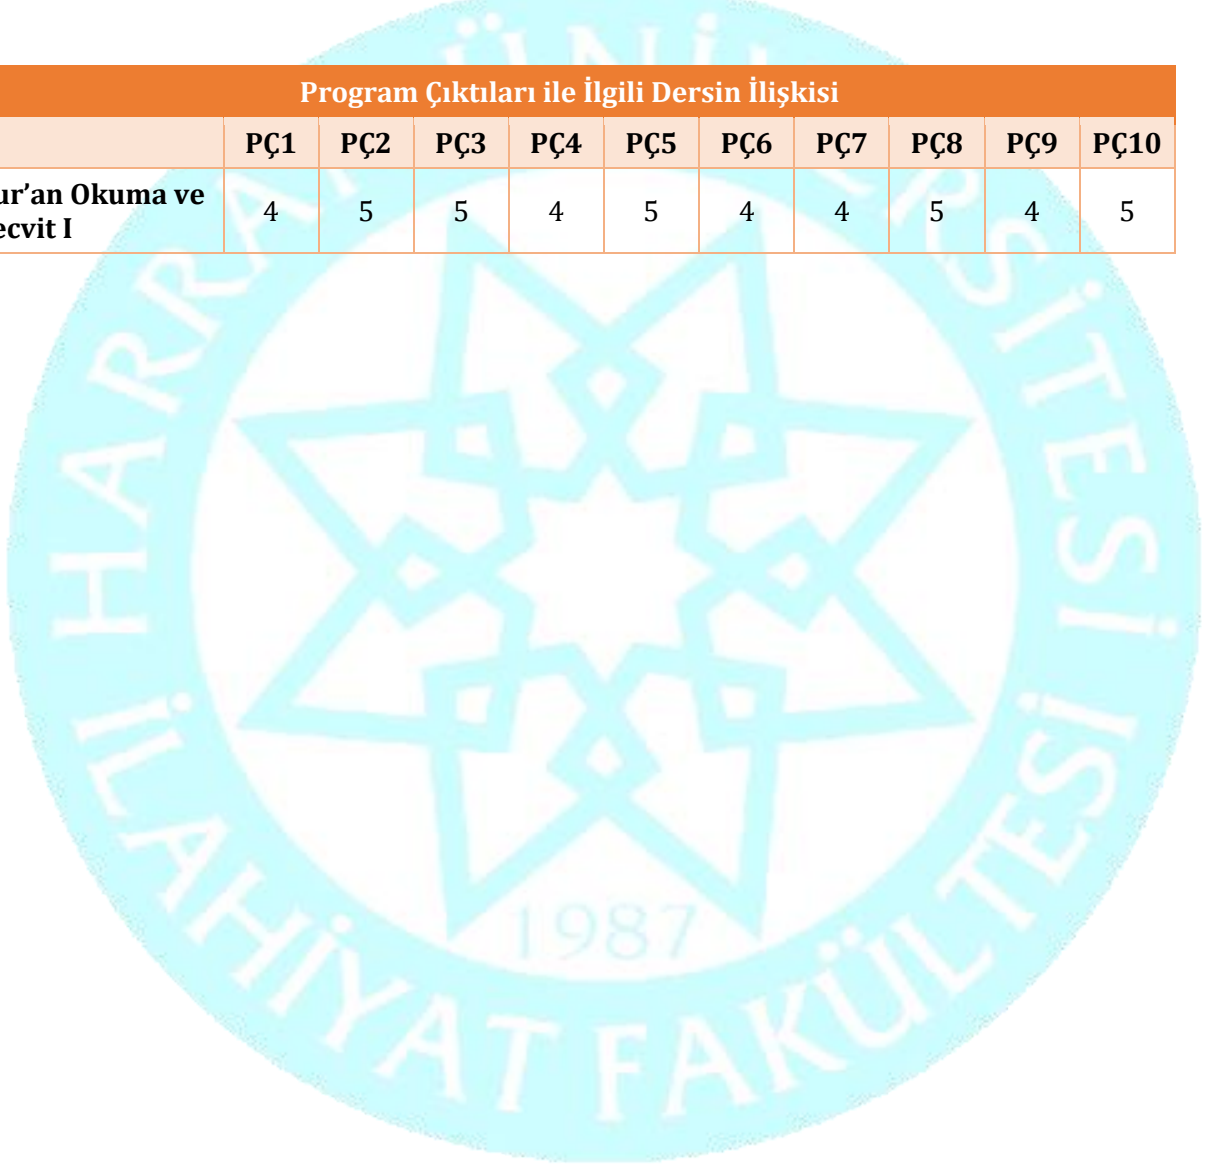 Program Çıktıları ile İlgili Dersin İlişkisi
PÇ1 PÇ2 PÇ3 PÇ4 PÇ5 PÇ6 PÇ7 PÇ8 PÇ9 PÇ10
ur’an Okuma ve
ecvit I
4 5 5 4 5 4 4 5 4 5
HARRAN ÜNİVERSİTESİ
İLAHİYAT FAKÜLTESİ
1987